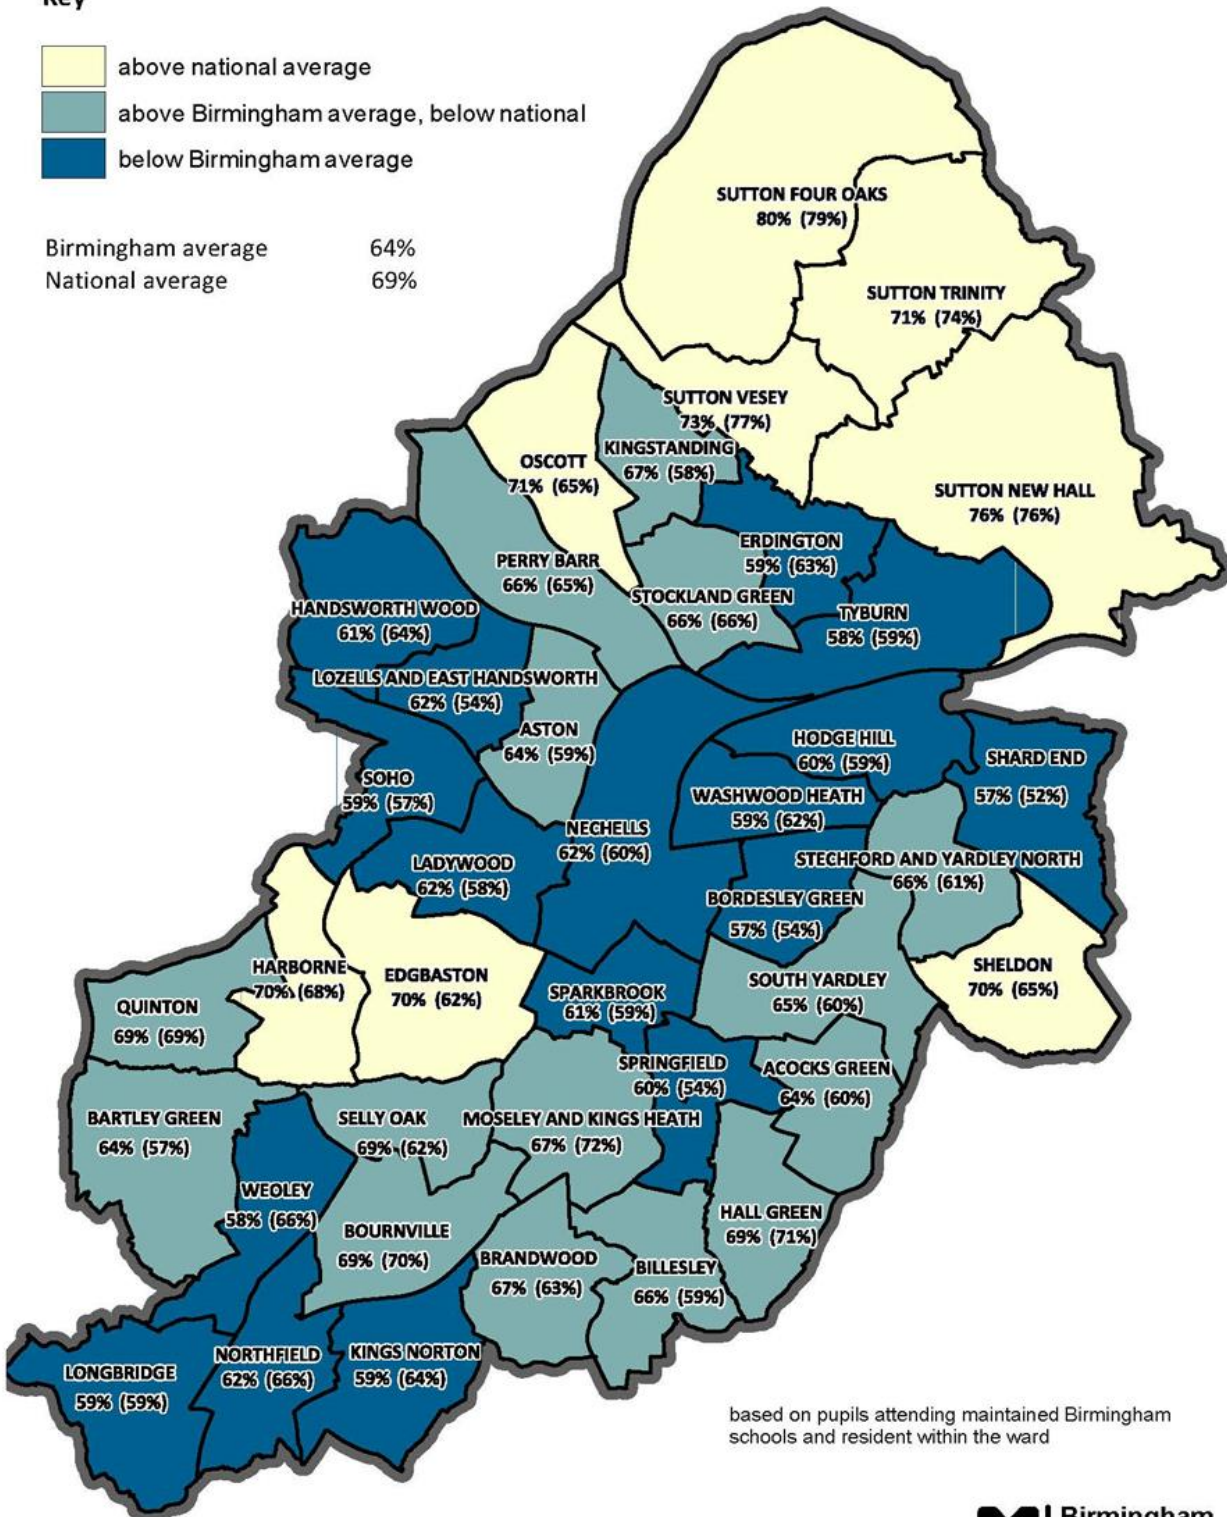 Key
above national average
above Birmingham average, below national
below Birmingham average
Birmingham average 64%
National average 69%
SUTTON FOUR OAKS
80% (79%)
SUTTON TRINITY
71% (74%)
SUTTON VESEY
73% (77%)
KINGSTANDING
67% (58%)
OSCOTT
71% (65%)
SUTTON NEW HALL
76% (76%)
ERDINGTON
59% (63%)
PERRY BARR
66% (65%)
STOCKLAND GREEN
66% (66%)
HANDSWORTH WOOD
61% (64%)
TYBURN
58% (59%)
LOZELLS AND EAST HANDSWORTH
62% (54%)
ASTON
64% (59%)
HODGE HILL
60% (59%)
SHARD END
57% (52%)
SOHO
59% (57%)
WASHWOOD HEATH
59% (62%)
NECHELLS
62% (60%)
LADYWOOD
62% (58%)
STECHFORD AND YARDLEY NORTH
66% (61%)
BORDESLEY GREEN
57% (54%)
HARBORNE
70% (68%)
EDGBASTON
70% (62%)
SHELDON
70% (65%)
SOUTH YARDLEY
65% (60%)
SPARKBROOK
61% (59%)
QUINTON
69% (69%)
SPRINGFIELD
60% (54%)
ACOCKS GREEN
64% (60%)
BARTLEY GREEN
64% (57%)
SELLY OAK
69% (62%)
MOSELEY AND KINGS HEATH
67% (72%)
WEOLEY
58% (66%)
HALL GREEN
69% (71%)
BOURNVILLE
69% (70%)
BRANDWOOD
67% (63%)
BILLESLEY
66% (59%)
LONGBRIDGE
59% (59%)
NORTHFIELD
62% (66%)
KINGS NORTON
59% (64%)
based on pupils attending maintained Birmingham
schools and resident within the ward
Birmingham